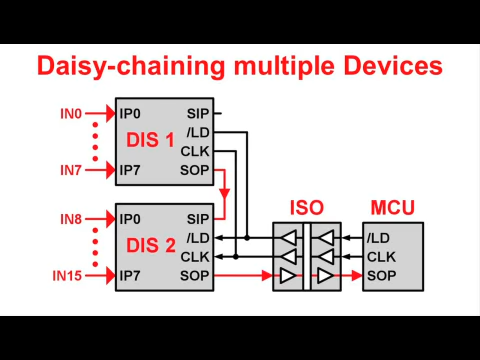 Daisy-chaining multiple Devices
IN0 IP0 SIP
/LD
DIS 1
CLK
IN7 IP7 SOP
IN8 IP0 SIP
ISO MCU
DIS 2 /LD /LD
CLK CLK
IN15 IP7 SOP SOP